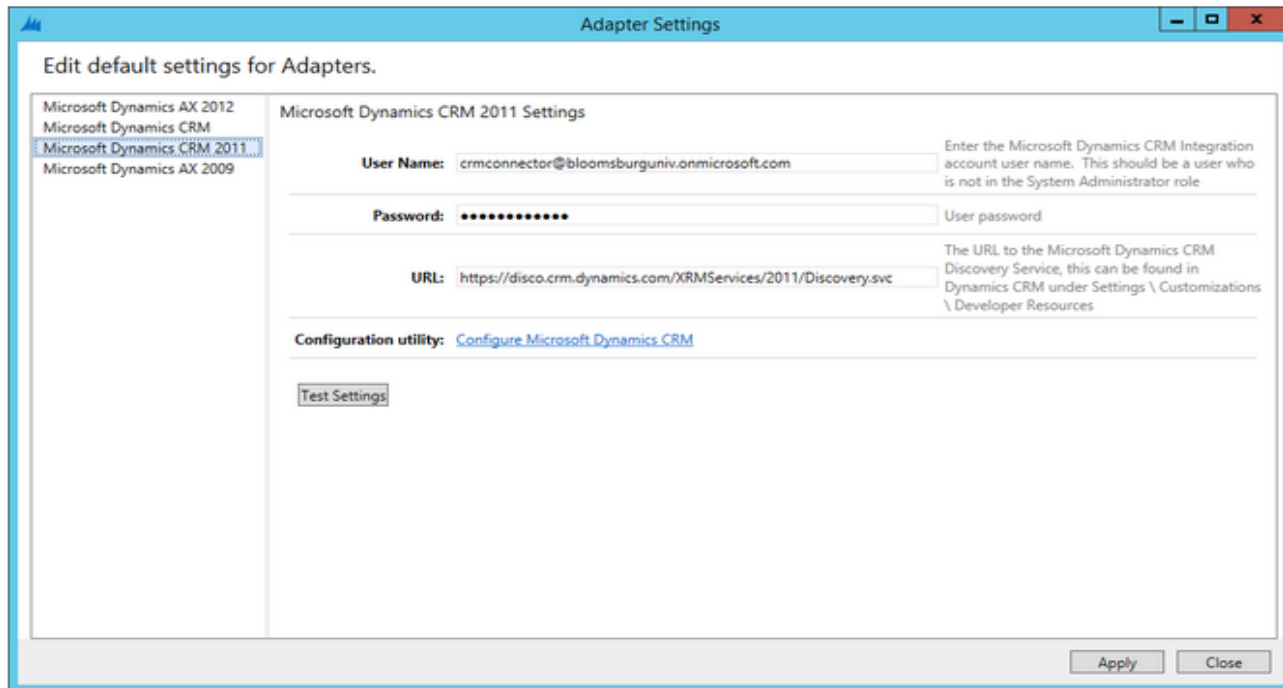 Adapter Settings
Edit default settings for Adapters.
Microsoft Dynamics AX 2012
Microsoft Dynamics CRM
Microsoft Dynamics CRM 2011
Microsoft Dynamics AX 2009
Microsoft Dynamics CRM 2011 Settings
User Name: crmconnector@bloomsburguniv.onmicrosoft.com
Enter the Microsoft Dynamics CRM Integration
account user name. This should be a user who
is not in the System Administrator role
Password: ●●●●●●●●●●●●
User password
URL: https://disco.crm.dynamics.com/XRMServices/2011/Discovery.svc
The URL to the Microsoft Dynamics CRM
Discovery Service, this can be found in
Dynamics CRM under Settings \ Customizations
\ Developer Resources
Configuration utility: Configure Microsoft Dynamics CRM
Test Settings
Apply Close